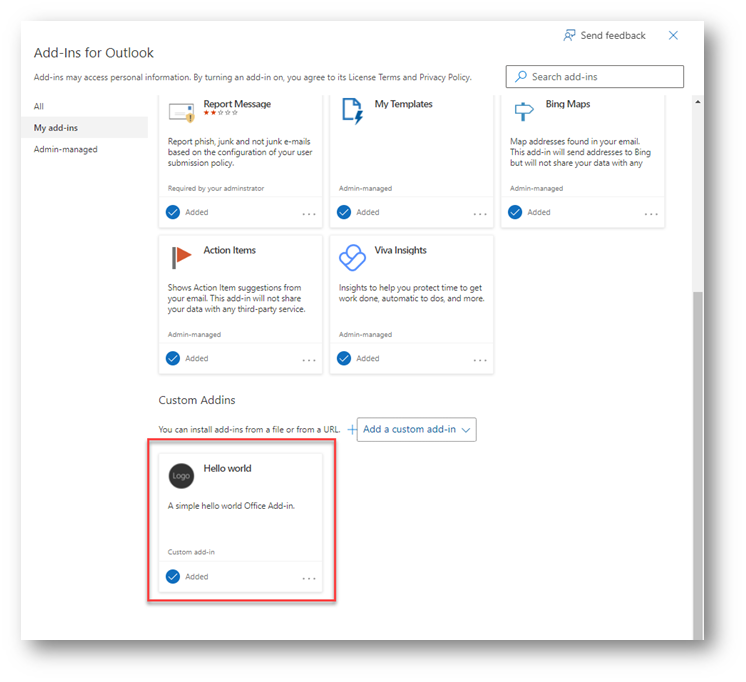 Send feedback
Add-Ins for Outlook
Add-ins may access personal information. By turning an add-in on, you agree to its License Terms and Privacy Policy.
Search add-ins
All
My add-ins
Admin-managed
Report Message
Report phish, junk and not junk e-mails
based on the configuration of your user
submission policy.
Required by your adminstrator
Added
My Templates
Admin-managed
Added
Bing Maps
Map addresses found in your email.
This add-in will send addresses to Bing
but will not share your data with any
Admin-managed
Added
Action Items
Shows Action Item suggestions from
your email. This add-in will not share
your data with any third-party service.
Admin-managed
Added
Viva Insights
Insights to help you protect time to get
work done, automatic to dos, and more.
Admin-managed
Added
Custom Addins
You can install add-ins from a file or from a URL.
Add a custom add-in
Logo
Hello world
A simple hello world Office Add-in.
Custom add-in
Added